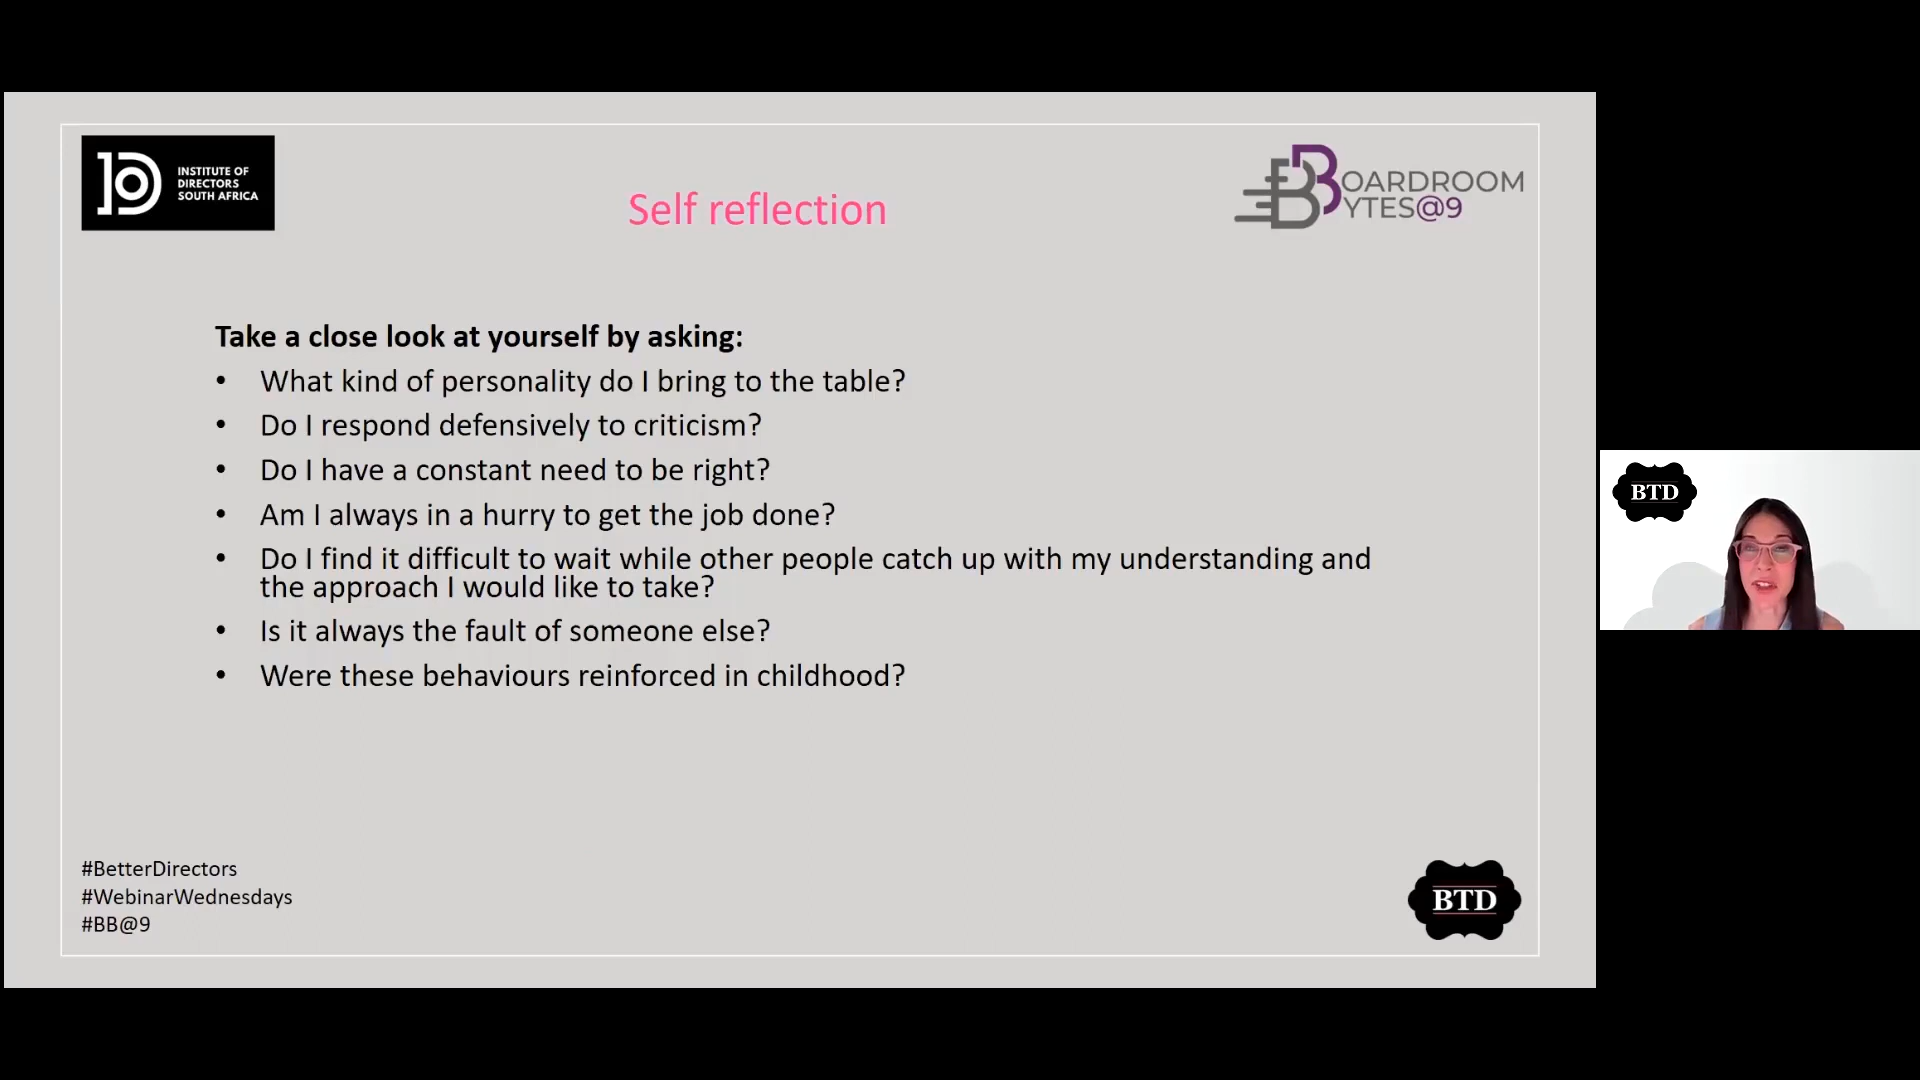 INSTITUTE OF
DIRECTORS
SOUTH AFRICA
BOARDROOM
BYTES@9
Self reflection
Take a close look at yourself by asking:
• What kind of personality do I bring to the table?
• Do I respond defensively to criticism?
• Do I have a constant need to be right?
• Am I always in a hurry to get the job done?
• Do I find it difficult to wait while other people catch up with my understanding and
the approach I would like to take?
• Is it always the fault of someone else?
• Were these behaviours reinforced in childhood?
#BetterDirectors
#WebinarWednesdays
#BB@9
BTD
BTD